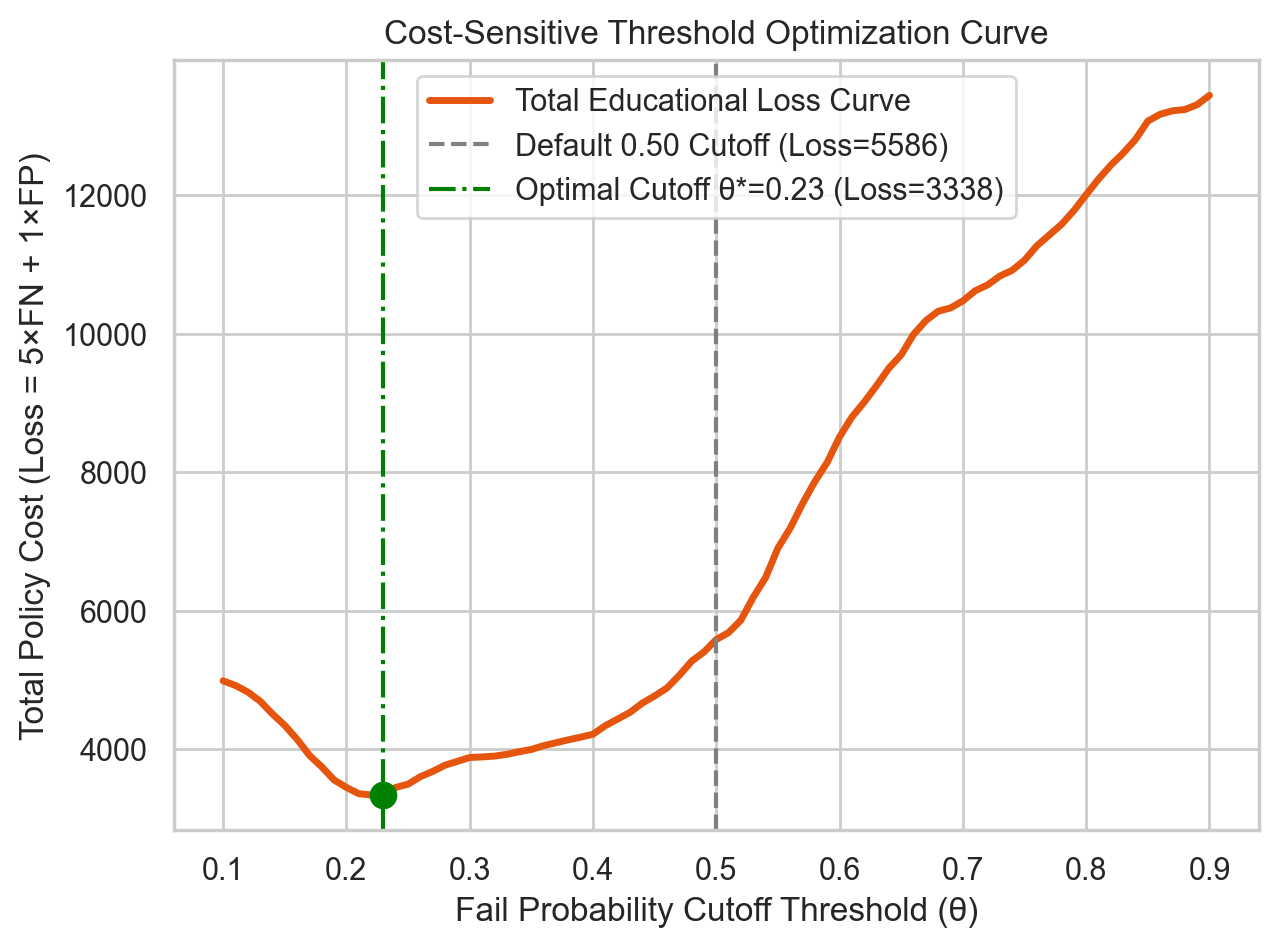 Cost-Sensitive Threshold Optimization Curve
Total Educational Loss Curve
Default 0.50 Cutoff (Loss=5586)
Optimal Cutoff θ*=0.23 (Loss=3338)
Total Policy Cost (Loss = 5×FN + 1×FP)
12000
10000
8000
6000
4000
0.1 0.2 0.3 0.4 0.5 0.6 0.7 0.8 0.9
Fail Probability Cutoff Threshold (θ)